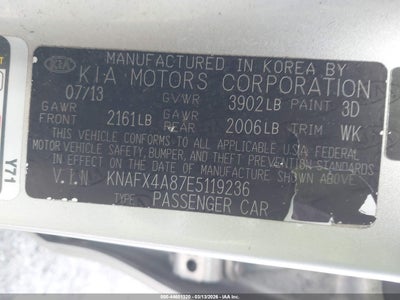 MANUFACTURED IN KOREA BY
KIA KIA MOTORS CORPORATION
07/13 GVWR 3902LB PAINT 3D
GAWR GAWR
FRONT 2161LB REAR 2006LB TRIM WK
THIS VEHICLE CONFORMS TO ALL APPLICABLE U.S.A FEDERAL
MOTOR VEHICLE SAFETY, BUMPER, AND THEFT PREVENTION STANDARDS
IN EFFECT ON THE DATE OF MANUFACTURE SHOWN ABOVE.
V.I.N KNAFX4A87E5119236
TYPE: PASSENGER CAR
Y71